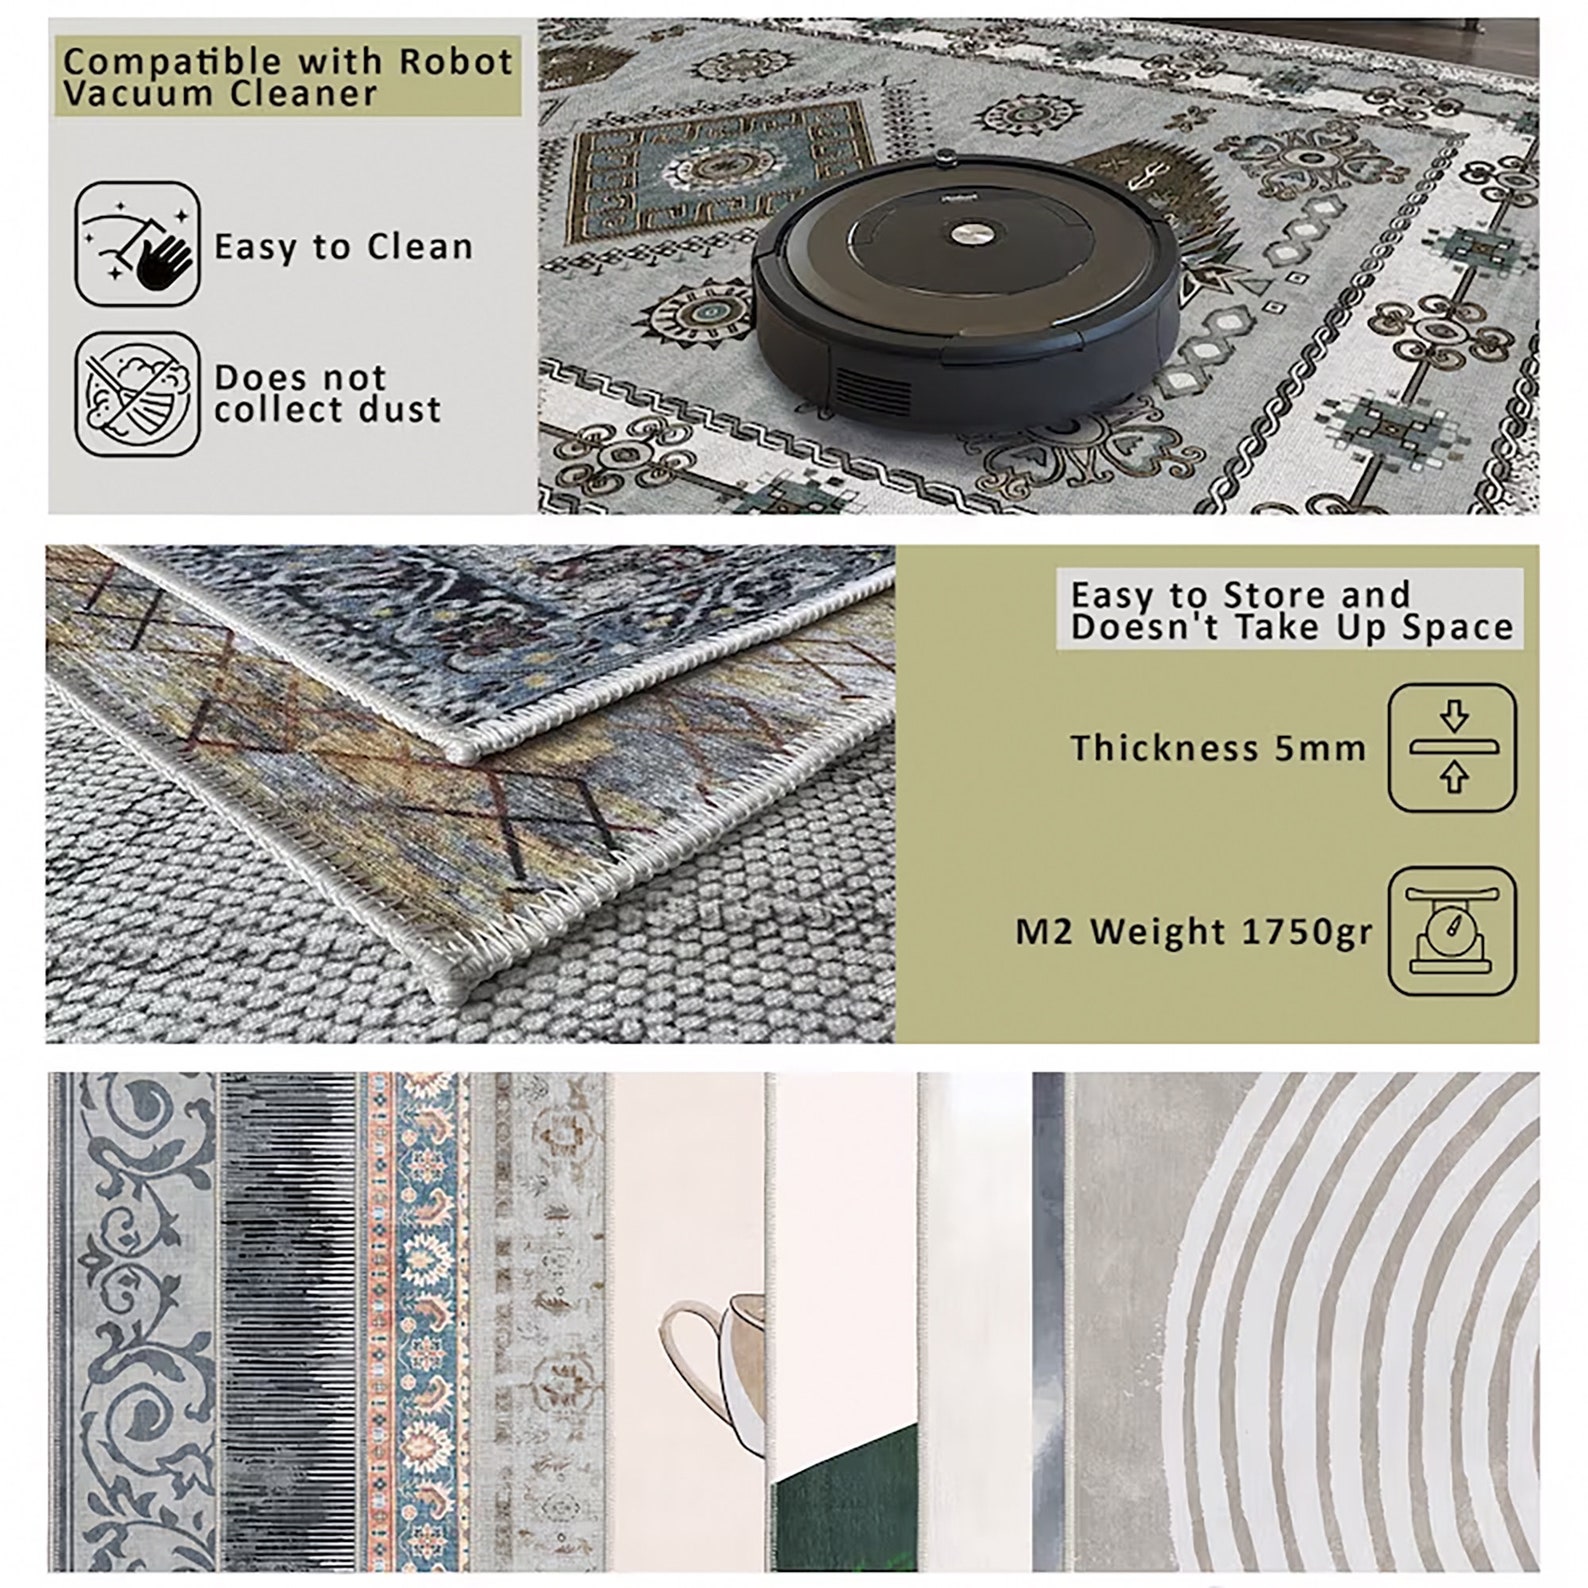 Compatible with Robot
Vacuum Cleaner
Easy to Clean
Does not
collect dust
Easy to Store and
Doesn't Take Up Space
Thickness 5mm
M2 Weight 1750gr